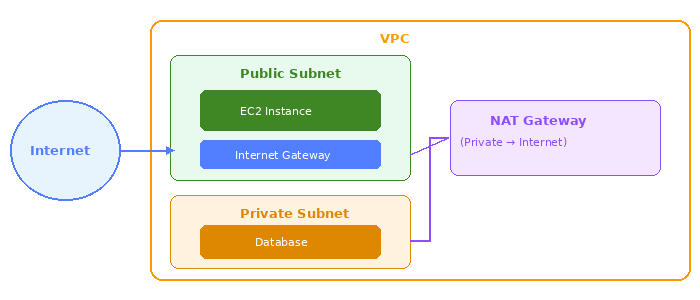 VPC
Public Subnet
EC2 Instance
Internet Gateway
Internet
NAT Gateway
(Private → Internet)
Private Subnet
Database